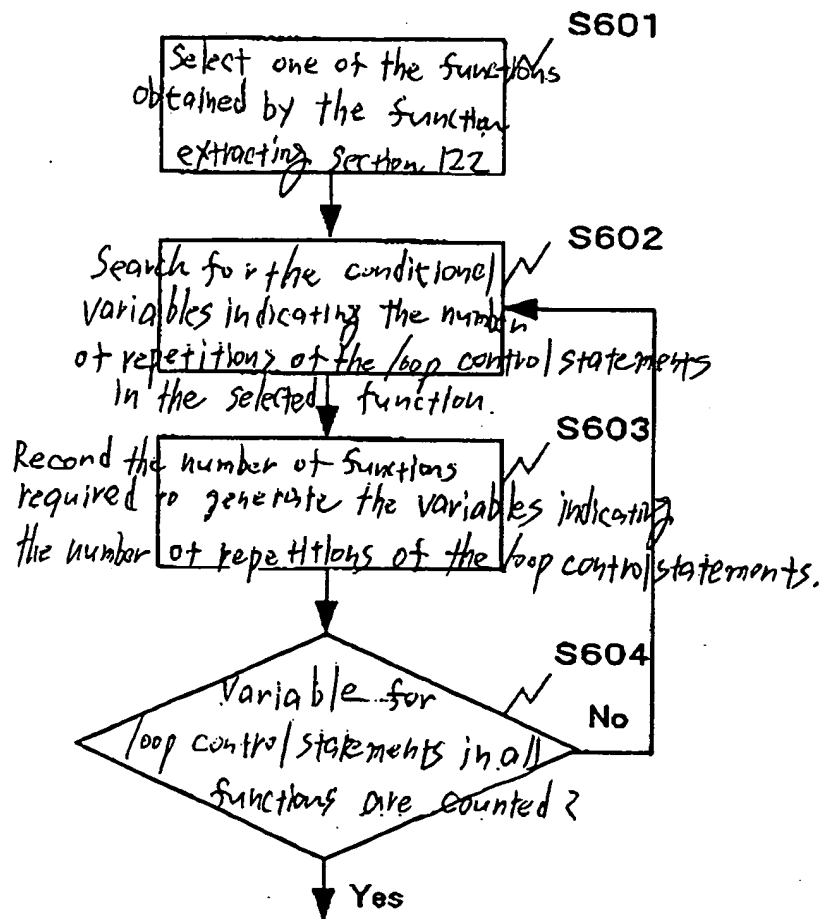 S601
Select one of the functions
obtained by the function
extracting section 122
S602
Search for the conditional
variables indicating the number
of repetitions of the loop control statements
in the selected function.
S603
Record the number of functions
required to generate the variables indicating
the number of repetitions of the loop control statements.
S604
Variable for
loop control statements in all
functions are counted?
No
Yes